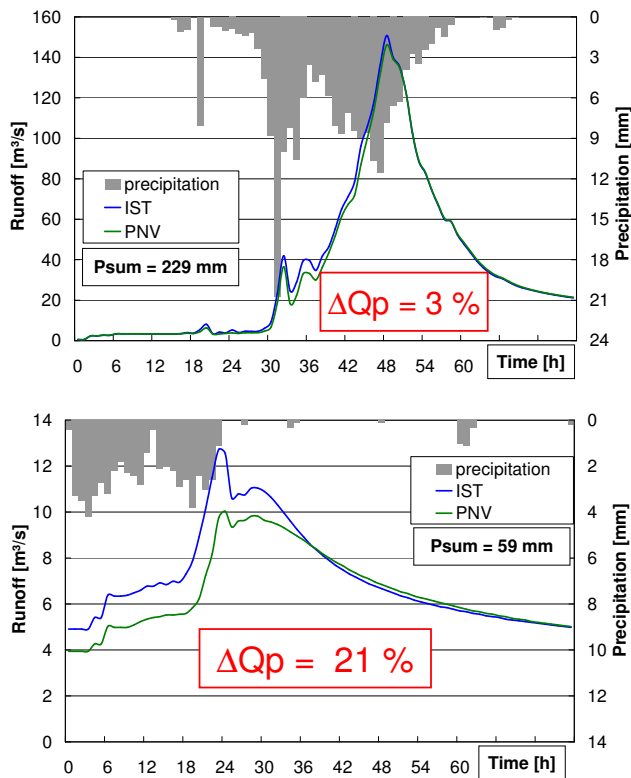 160
140
120
100
80
60
40
20
0
Runoff [m³/s]
0
3
6
9
12
15
18
21
24
Precipitation [mm]
precipitation
IST
PNV
Psum = 229 mm
ΔQp = 3 %
0 6 12 18 24 30 36 42 48 54 60
Time [h]
14
12
10
8
6
4
2
0
Runoff [m³/s]
0
2
4
6
8
10
12
14
Precipitation [mm]
precipitation
IST
PNV
Psum = 59 mm
ΔQp = 21 %
0 6 12 18 24 30 36 42 48 54 60
Time [h]